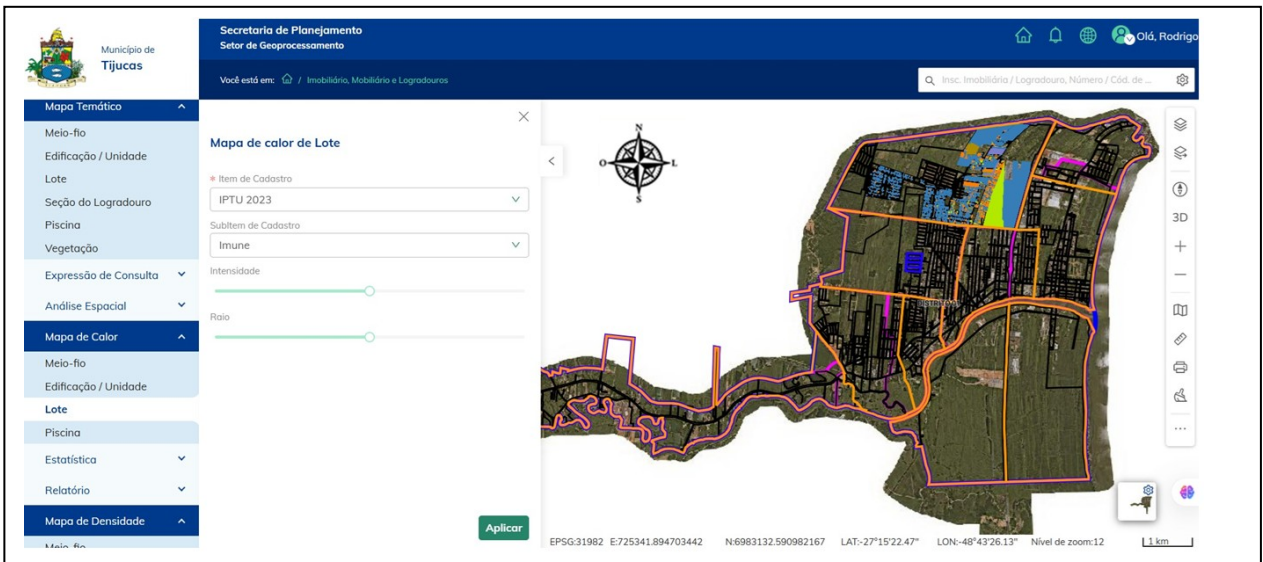 Município de
Tijucas
Secretaria de Planejamento
Setor de Geoprocessamento
Olá, Rodrigo
Você está em: / Imobiliário, Mobiliário e Logradouros
Insc. Imobiliária / Logradouro, Número / Cód. de ...
Mapa Temático
Meio-fio
Edificação / Unidade
Lote
Seção do Logradouro
Piscina
Vegetação
Expressão de Consulta
Análise Espacial
Mapa de Calor
Meio-fio
Edificação / Unidade
Lote
Piscina
Estatística
Relatório
Mapa de Densidade
Meio-fio
Mapa de calor de Lote
* Item de Cadastro
IPTU 2023
SubItem de Cadastro
Imune
Intensidade
Raio
Aplicar
N
O
L
S
3D
EPSG:31982 E:725341.894703442 N:6983132.590982167 LAT:-27°15'22.47" LON:-48°43'26.13" Nível de zoom:12 1 km